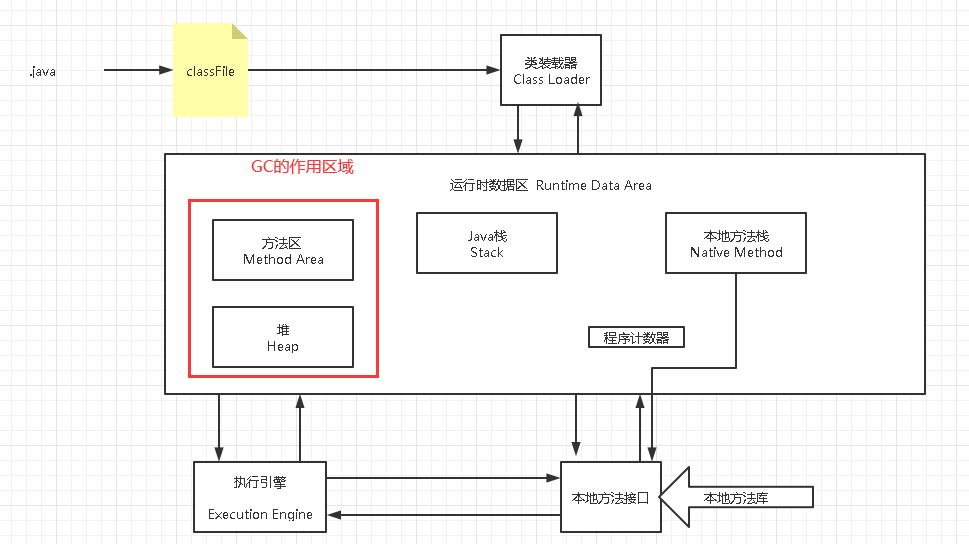 .java
classFile
类装载器
Class Loader
GC的作用区域
运行时数据区 Runtime Data Area
方法区
Method Area
Java栈
Stack
本地方法栈
Native Method
堆
Heap
程序计数器
执行引擎
Execution Engine
本地方法接口
本地方法库